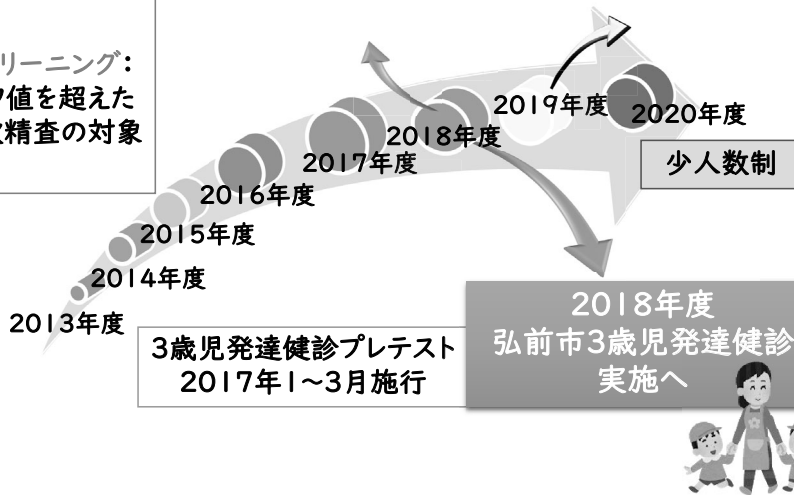 リーニング:
値を超えた
精査の対象
2019年度
2020年度
2018年度
2017年度
少人数制
2016年度
2015年度
2014年度
2013年度
3歳児発達健診プレテスト
2017年1~3月施行
2018年度
弘前市3歳児発達健診
実施へ